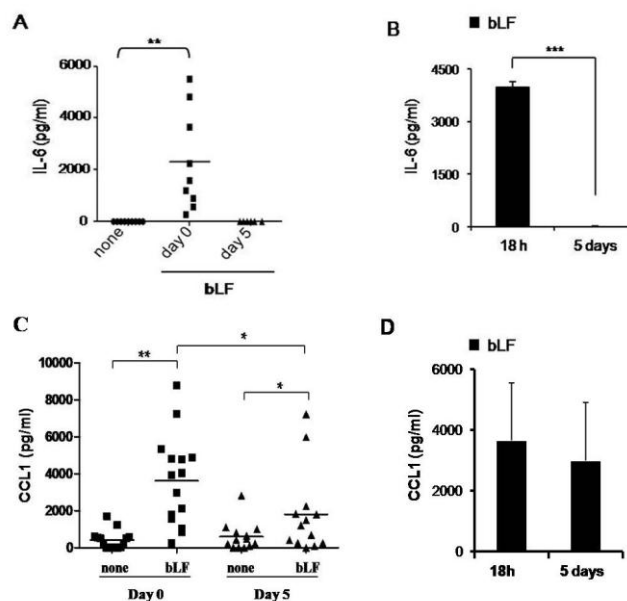 A
**
6000
4000
2000
0
IL-6 (pg/ml)
none
day 0
day 5
bLF
B
bLF
***
4500
3000
1500
0
IL-6 (pg/ml)
18h
5 days
C
*
**
*
10000
8000
6000
4000
2000
0
CCL1 (pg/ml)
none
bLF
none
bLF
Day 0
Day 5
D
bLF
6000
4000
2000
0
CCL1 (pg/ml)
18h
5 days